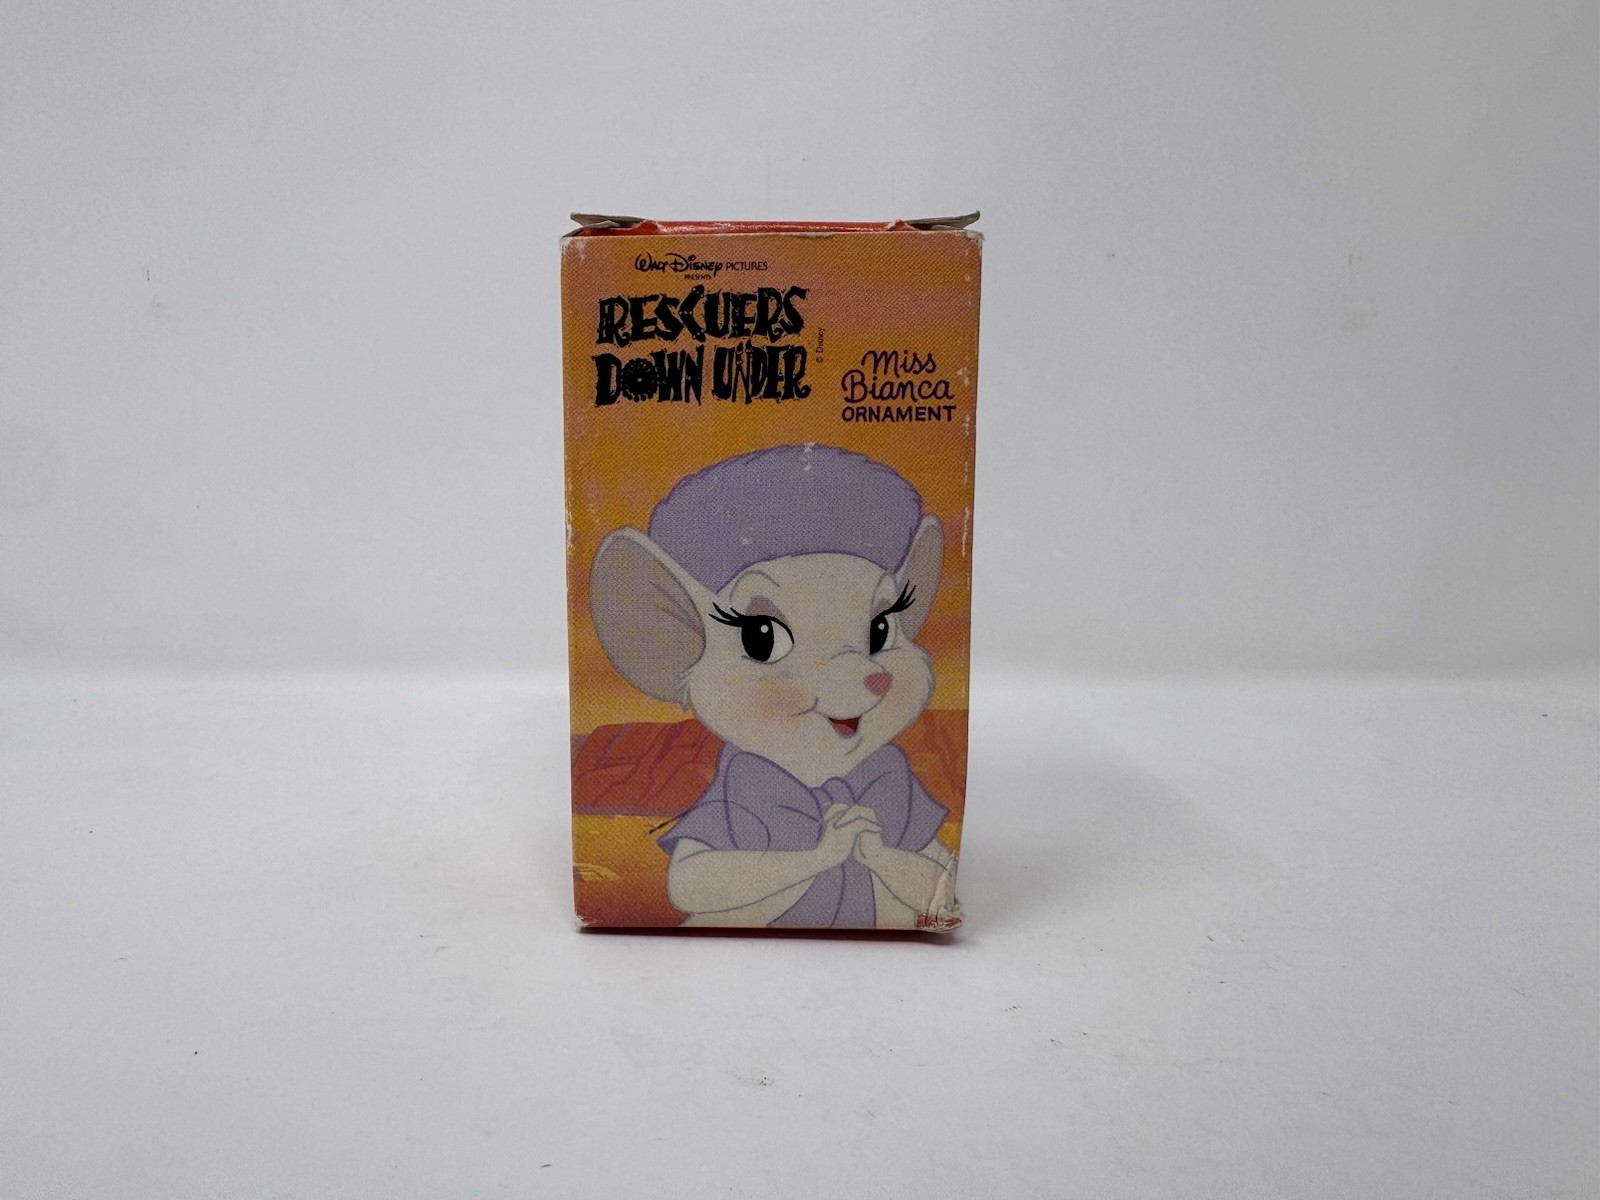 Walt Disney PICTURES
PRESENTS
RESCUERS
DOWN UNDER
© Disney
Miss
Bianca
ORNAMENT